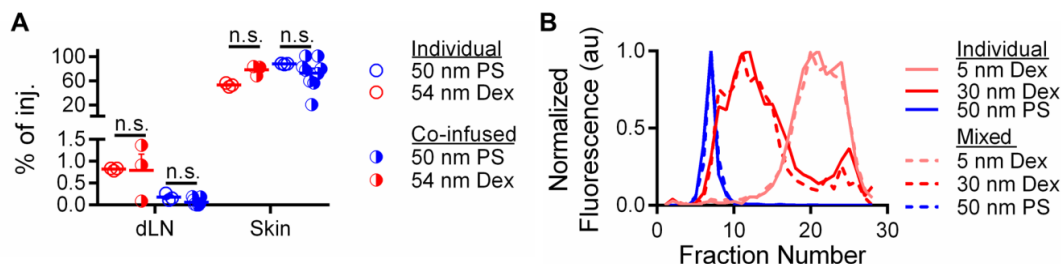 A
% of inj.
100
60
20
1.5
1.0
0.5
0.0
n.s.
n.s.
n.s.
n.s.
dLN
Skin
Individual
50 nm PS
54 nm Dex
Co-infused
50 nm PS
54 nm Dex
B
Normalized
Fluorescence (au)
1.0
0.5
0.0
0
10
20
30
Fraction Number
Individual
5 nm Dex
30 nm Dex
50 nm PS
Mixed
5 nm Dex
30 nm Dex
50 nm PS